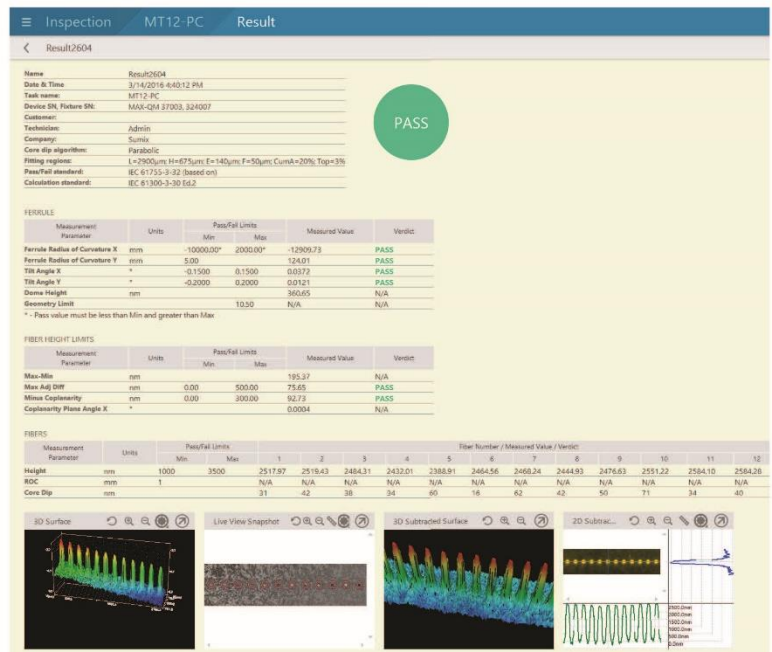 Inspection MT12-PC Result
Result2604
Name Result2604
Date & Time 3/14/2016 4:40:12 PM
Task name: MT12-PC
Device SN, Fixture SN: MAX-QM 37003, 324007
Customer:
Technician: Admin
Company: Sumix
Core dip algorithm: Parabolic
Fitting regions: L=2900µm; H=675µm; E=140µm; F=50µm; CumA=20%; Top=3%
Pass/Fail standard: IEC 61755-3-32 (based on)
Calculation standard: IEC 61300-3-30 Ed.2
PASS
FERRULE
Measurement Parameter Units Pass/Fail Limits Min Max Measured Value Verdict
Ferrule Radius of Curvature X mm -10000.00* 2000.00* -12909.73 PASS
Ferrule Radius of Curvature Y mm 5.00 124.01 PASS
Tilt Angle X ° -0.1500 0.1500 0.0372 PASS
Tilt Angle Y ° -0.2000 0.2000 0.0121 PASS
Dome Height nm 360.65 N/A
Geometry Limit 10.50 N/A N/A
* - Pass value must be less than Min and greater than Max
FIBER HEIGHT LIMITS
Measurement Parameter Units Pass/Fail Limits Min Max Measured Value Verdict
Max-Min nm 195.37 N/A
Max Adj Diff nm 0.00 500.00 75.65 PASS
Minus Coplanarity nm 0.00 300.00 92.73 PASS
Coplanarity Plane Angle X ° 0.0004 N/A
FIBERS
Measurement Parameter Units Pass/Fail Limits Min Max Fiber Number / Measured Value / Verdict
1 2 3 4 5 6 7 8 9 10 11 12
Height nm 1000 3500 2517.97 2519.43 2484.31 2432.01 2388.91 2464.56 2468.24 2444.93 2476.63 2551.22 2584.10 2584.28
ROC mm 1 N/A N/A N/A N/A N/A N/A N/A N/A N/A N/A N/A N/A
Core Dip nm 31 42 38 34 60 16 62 42 50 71 34 40
3D Surface
Live View Snapshot
3D Subtracted Surface
2D Subtrac...
2500.0nm
2000.0nm
1500.0nm
1000.0nm
500.0nm
0.0nm